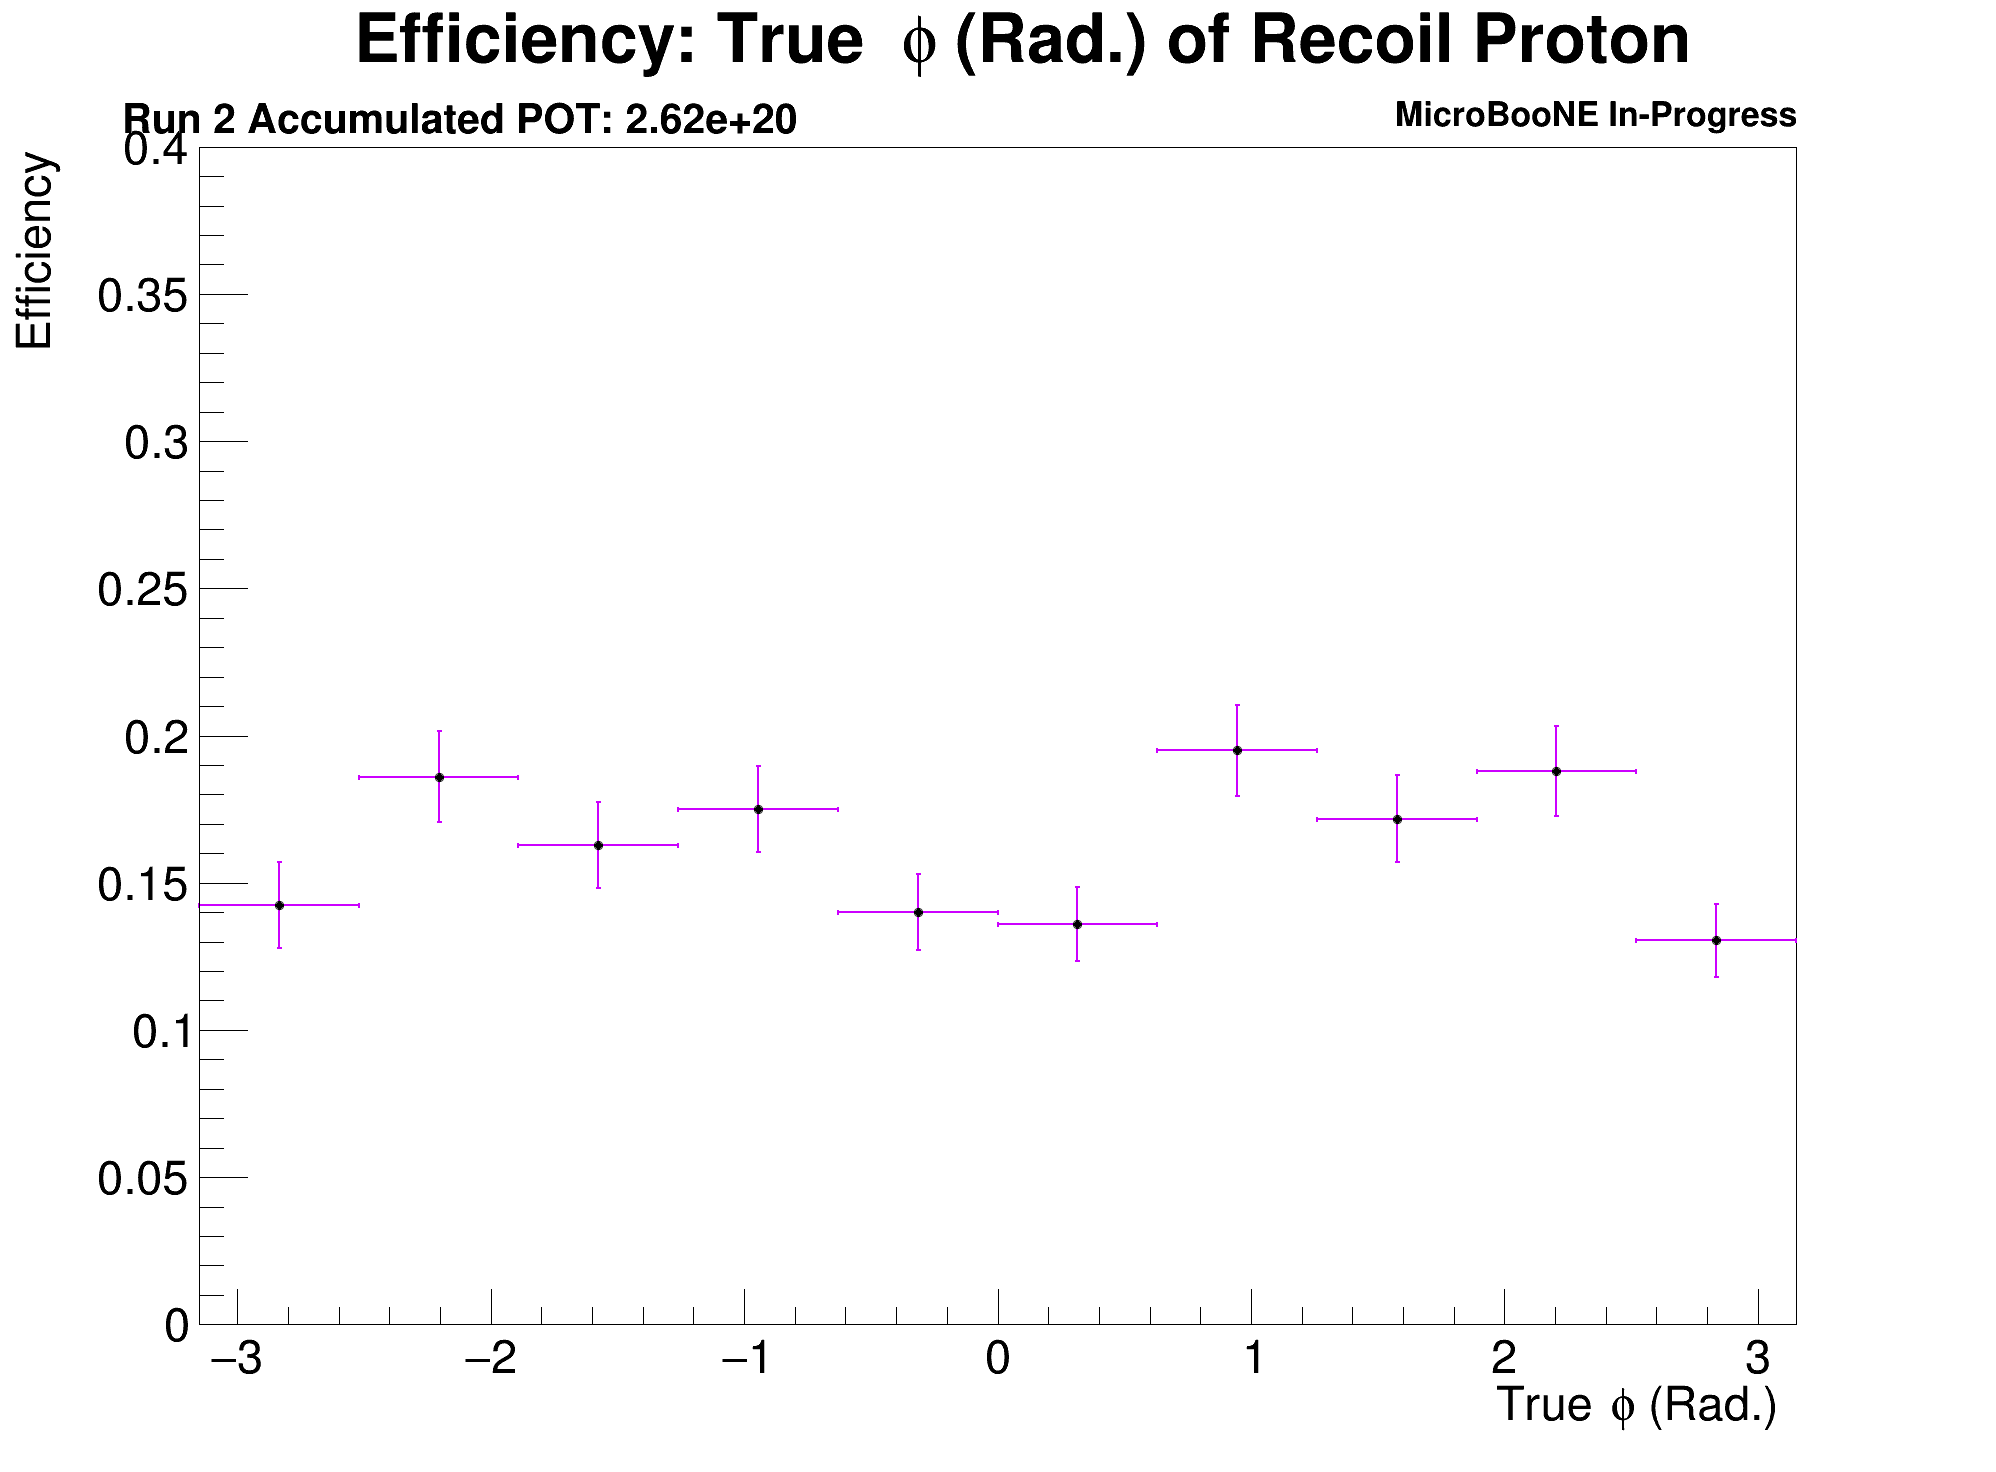 Efficiency: True ϕ (Rad.) of Recoil Proton
Run 2 Accumulated POT: 2.62e+20
MicroBooNE In-Progress
Efficiency
0.4
0.35
0.3
0.25
0.2
0.15
0.1
0.05
0
−3 −2 −1 0 1 2 3
True ϕ (Rad.)